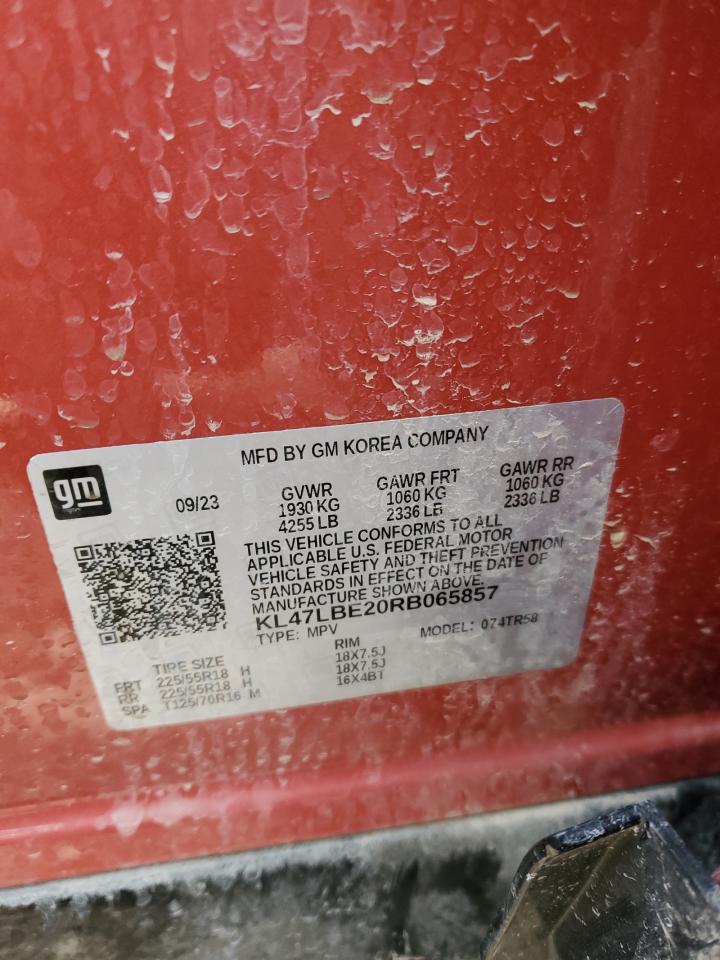 MFD BY GM KOREA COMPANY
gm
09/23
GVWR GAWR FRT GAWR RR
1930 KG 1060 KG 1060 KG
4255 LB 2336 LB 2336 LB
THIS VEHICLE CONFORMS TO ALL
APPLICABLE U.S. FEDERAL MOTOR
VEHICLE SAFETY AND THEFT PREVENTION
STANDARDS IN EFFECT ON THE DATE OF
MANUFACTURE SHOWN ABOVE.
KL47LBE20RB065857
TYPE: MPV MODEL: 074TR58
TIRE SIZE RIM
FRT 225/55R18 H 18X7.5J
RR 225/55R18 H 18X7.5J
SPA T125/70R16 M 16X4BT